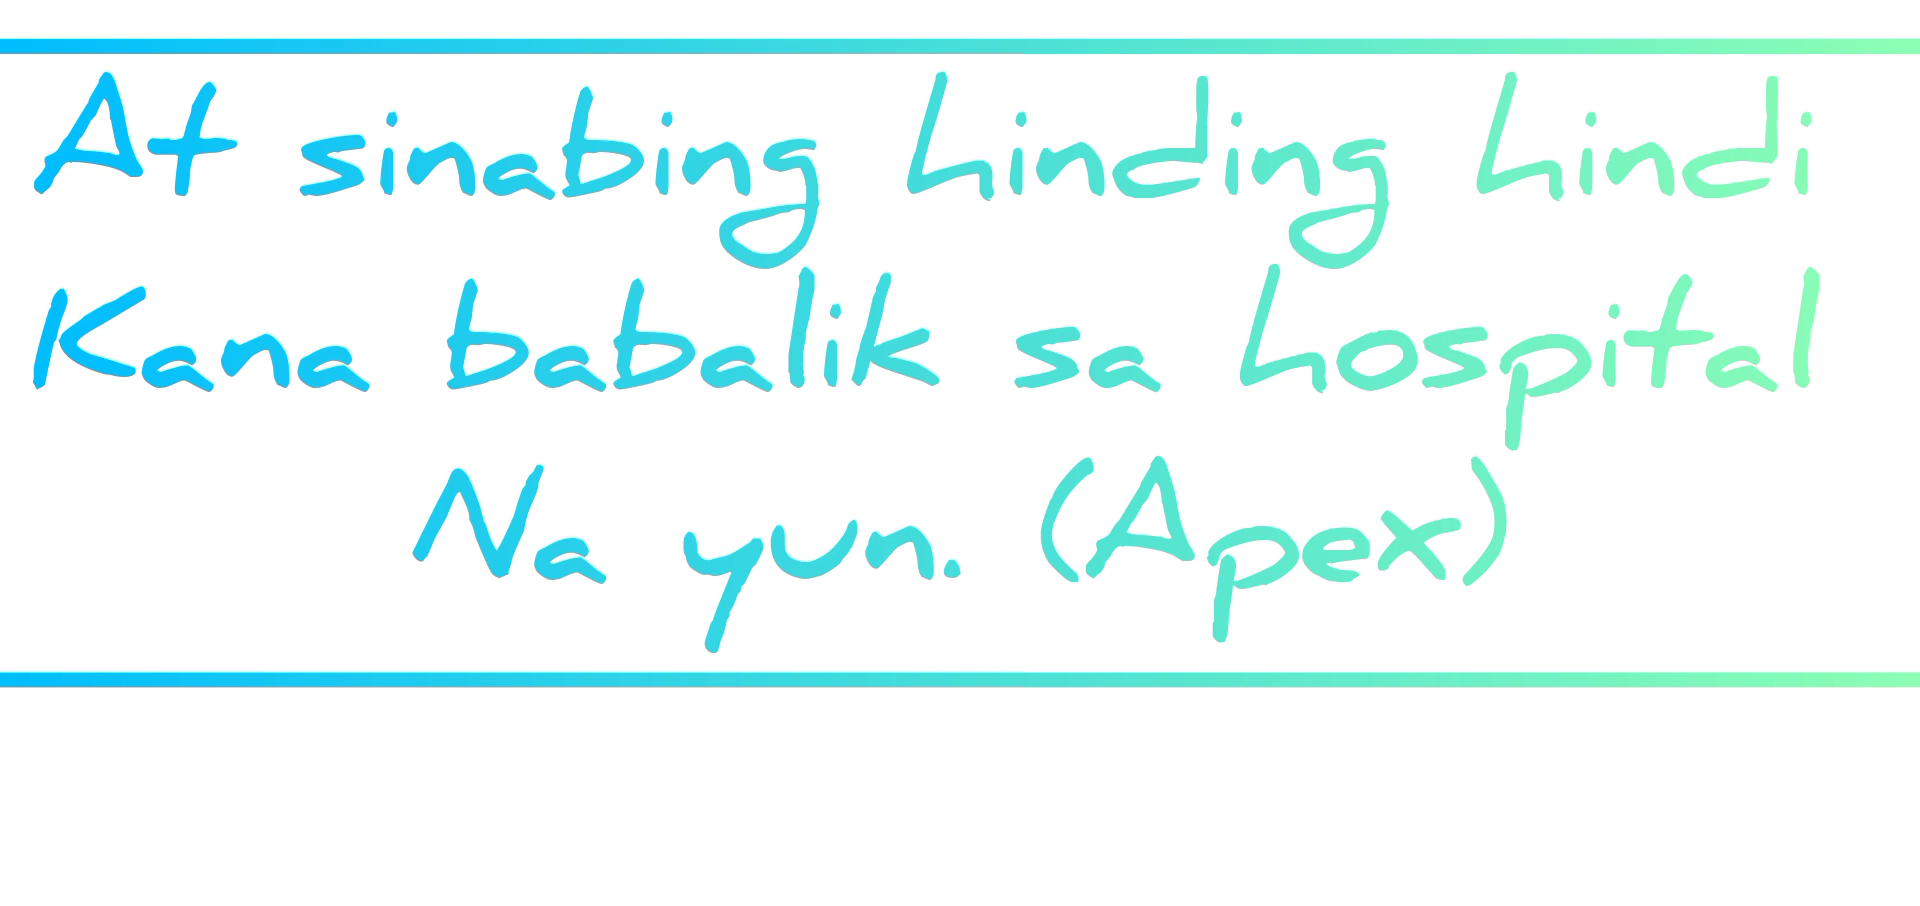 At sinabing hinding hindi
Kana babalik sa hospital
Na yun. (Apex)